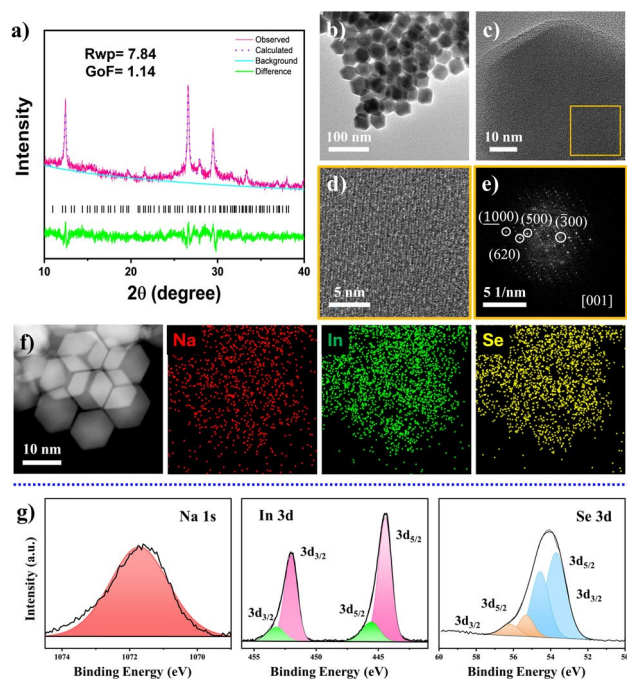 a)
Rwp= 7.84
GoF= 1.14
Observed
Calculated
Background
Difference
Intensity
10 20 30 40
2θ (degree)
b)
100 nm
c)
10 nm
d)
5 nm
e)
(1000) (500) (3̅00)
(620)
5 1/nm
[001]
f)
10 nm
Na
In
Se
g)
Intensity (a.u.)
Na 1s
1074 1072 1070
Binding Energy (eV)
In 3d
3d5/2
3d3/2
3d3/2
3d5/2
455 450 445
Binding Energy (eV)
Se 3d
3d5/2
3d5/2
3d3/2
3d3/2
60 58 56 54 52 50
Binding Energy (eV)